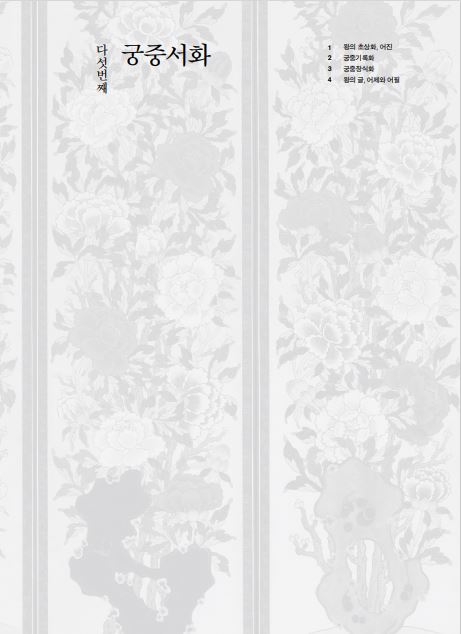 다섯번째
궁중서화
1 왕의 초상화, 어진
2 궁중기록화
3 궁중장식화
4 왕의 글, 어제와 어필